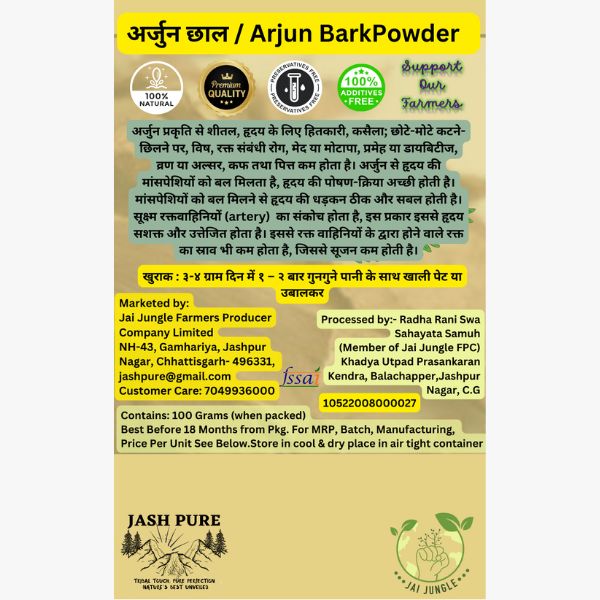 अर्जुन छाल / Arjun BarkPowder
100%
NATURAL
Premium
QUALITY
PRESERVATIVES FREE
PRESERVATIVES FREE
100%
ADDITIVES
FREE
Support
Our
Farmers
अर्जुन प्रकृति से शीतल, हृदय के लिए हितकारी, कसैला; छोटे-मोटे कटने-
छिलने पर, विष, रक्त संबंधी रोग, मेद या मोटापा, प्रमेह या डायबिटीज,
व्रण या अल्सर, कफ तथा पित्त कम होता है। अर्जुन से हृदय की
मांसपेशियों को बल मिलता है, हृदय की पोषण-क्रिया अच्छी होती है।
मांसपेशियों को बल मिलने से हृदय की धड़कन ठीक और सबल होती है।
सूक्ष्म रक्तवाहिनियों (artery) का संकोच होता है, इस प्रकार इससे हृदय
सशक्त और उत्तेजित होता है। इससे रक्त वाहिनियों के द्वारा होने वाले रक्त
का स्राव भी कम होता है, जिससे सूजन कम होती है।
खुराक : ३-४ ग्राम दिन में १ – २ बार गुनगुने पानी के साथ खाली पेट या
उबालकर
Marketed by:
Jai Jungle Farmers Producer
Company Limited
NH-43, Gamhariya, Jashpur
Nagar, Chhattisgarh- 496331,
jashpure@gmail.com
Customer Care: 7049936000
Processed by:- Radha Rani Swa
Sahayata Samuh
(Member of Jai Jungle FPC)
Khadya Utpad Prasankaran
Kendra, Balachapper,Jashpur
Nagar, C.G
fssai
10522008000027
Contains: 100 Grams (when packed)
Best Before 18 Months from Pkg. For MRP, Batch, Manufacturing,
Price Per Unit See Below.Store in cool & dry place in air tight container
JASH PURE
TRIBAL TOUCH, PURE PERFECTION
NATURE'S BEST UNVEILED
JAI JUNGLE